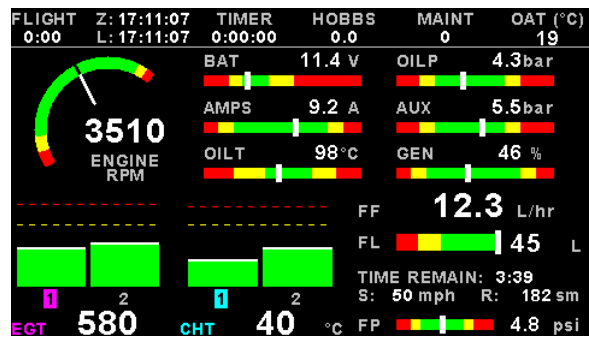 FLIGHT Z: 17:11:07 TIMER HOBBS MAINT OAT (°C)
0:00 L: 17:11:07 0:00:00 0.0 0 19
BAT 11.4 V OILP 4.3bar
AMPS 9.2 A AUX 5.5bar
3510
ENGINE
RPM
OILT 98°C GEN 46 %
FF 12.3 L/hr
FL 45 L
TIME REMAIN: 3:39
1 2 1 2 S: 50 mph R: 182 sm
EGT 580 CHT 40 °C FP 4.8 psi